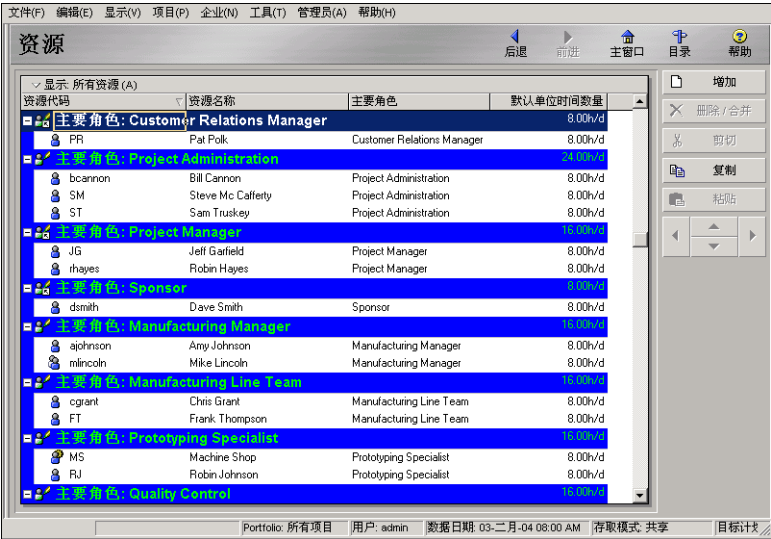 文件(F) 编辑(E) 显示(V) 项目(P) 企业(N) 工具(T) 管理员(A) 帮助(H)
资源
后退 前进 主窗口 目录 帮助
显示: 所有资源 (A)
资源代码 资源名称 主要角色 默认单位时间数量
主要角色: Customer Relations Manager 8.00h/d
PR Pat Polk Customer Relations Manager 8.00h/d
主要角色: Project Administration 24.00h/d
bcannon Bill Cannon Project Administration 8.00h/d
SM Steve Mc Cafferty Project Administration 8.00h/d
ST Sam Truskey Project Administration 8.00h/d
主要角色: Project Manager 16.00h/d
JG Jeff Garfield Project Manager 8.00h/d
rhayes Robin Hayes Project Manager 8.00h/d
主要角色: Sponsor 8.00h/d
dsmith Dave Smith Sponsor 8.00h/d
主要角色: Manufacturing Manager 16.00h/d
ajohnson Amy Johnson Manufacturing Manager 8.00h/d
mlincoln Mike Lincoln Manufacturing Manager 8.00h/d
主要角色: Manufacturing Line Team 16.00h/d
cgrant Chris Grant Manufacturing Line Team 8.00h/d
FT Frank Thompson Manufacturing Line Team 8.00h/d
主要角色: Prototyping Specialist 16.00h/d
MS Machine Shop Prototyping Specialist 8.00h/d
RJ Robin Johnson Prototyping Specialist 8.00h/d
主要角色: Quality Control 16.00h/d
增加
删除/合并
剪切
复制
粘贴
Portfolio: 所有项目 用户: admin 数据日期: 03-二月-04 08:00 AM 存取模式: 共享 目标计划